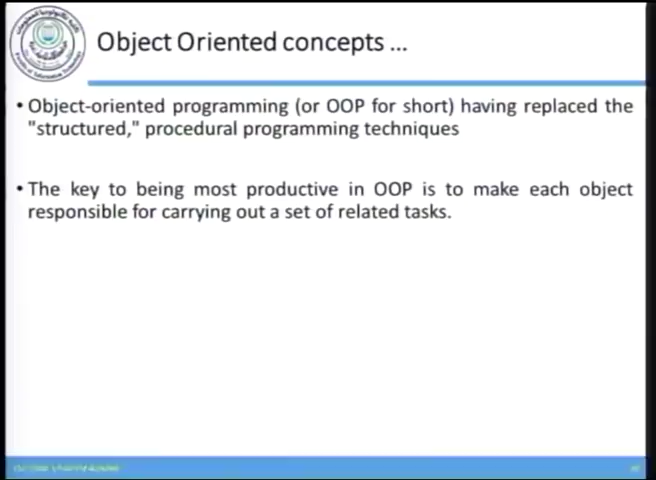 Object Oriented concepts ...
• Object-oriented programming (or OOP for short) having replaced the
"structured," procedural programming techniques
• The key to being most productive in OOP is to make each object
responsible for carrying out a set of related tasks.